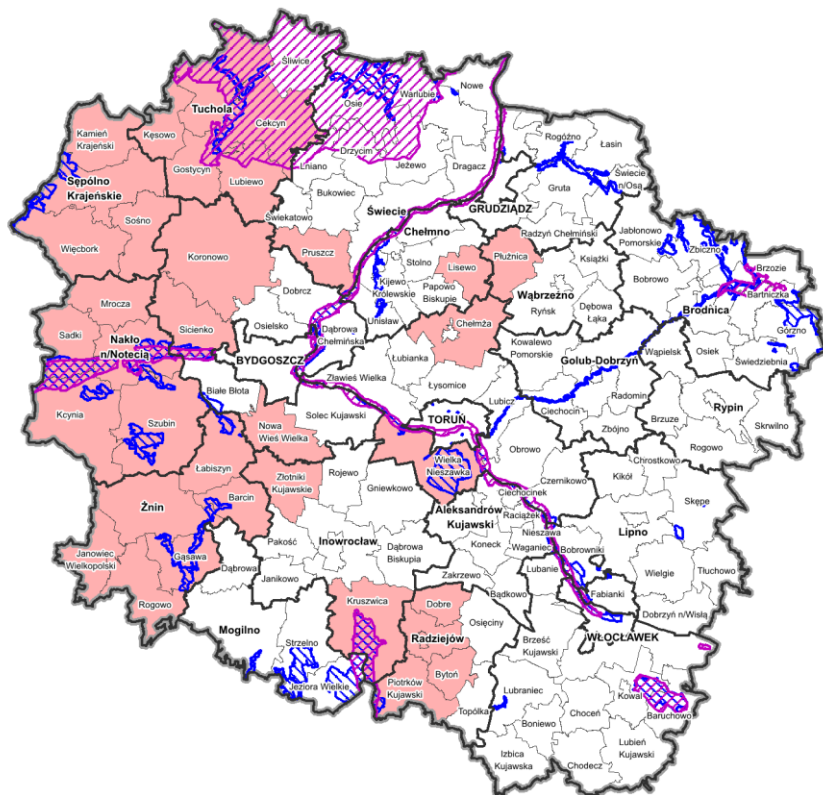 Śliwice
Nowe
Warlubie
Osie
Tuchola
Cekcyn
Kamień
Krajeński
Kęsowo
Rogóźno
Łasin
Drzycim
Lniano
Jeżewo
Dragacz
Gostycyn
Lubiewo
Świecie
n/Osą
Sępólno
Krajeńskie
Bukowiec
Gruta
Świekatowo
Świecie
GRUDZIĄDZ
Sośno
Chełmno
Radzyń Chełmiński
Jabłonowo
Pomorskie
Zbiczno
Więcbork
Koronowo
Pruszcz
Stolno
Lisewo
Płużnica
Książki
Bobrowo
Brzozie
Bartniczka
Kijewo
Królewskie
Papowo
Biskupie
Wąbrzeźno
Dobrcz
Mrocza
Ryńsk
Dębowa
Łąka
Brodnica
Górzno
Unisław
Chełmża
Sadki
Sicienko
Osielsko
Dąbrowa
Chełmińska
Nakło
n/Notecią
Kowalewo
Pomorskie
Wąpielsk
Osiek
Świedziebnia
BYDGOSZCZ
Łubianka
Golub-Dobrzyń
Zławieś Wielka
Białe Błota
Łysomice
Radomin
Kcynia
Szubin
Nowa
Wieś Wielka
Solec Kujawski
TORUŃ
Lubicz
Ciechocin
Zbójno
Brzuze
Rypin
Skrwilno
Rogowo
Łabiszyn
Wielka
Nieszawka
Obrowo
Chrostkowo
Kikół
Złotniki
Kujawskie
Rojewo
Gniewkowo
Ciechocinek
Czernikowo
Barcin
Żnin
Aleksandrów
Kujawski
Raciążek
Skępe
Nieszawa
Lipno
Inowrocław
Pakość
Koneck
Waganiec
Bobrowniki
Janowiec
Wielkopolski
Gąsawa
Dąbrowa
Dąbrowa
Biskupia
Janikowo
Zakrzewo
Lubanie
Wielgie
Tłuchowo
Rogowo
Bądkowo
Fabianki
Dobrzyń n/Wisłą
Kruszwica
Dobre
Osięciny
Mogilno
Strzelno
Radziejów
Brześć
Kujawski
WŁOCŁAWEK
Jeziora Wielkie
Piotrków
Kujawski
Bytoń
Lubraniec
Kowal
Topólka
Choceń
Baruchowo
Boniewo
Izbica
Kujawska
Lubień
Kujawski
Chodecz